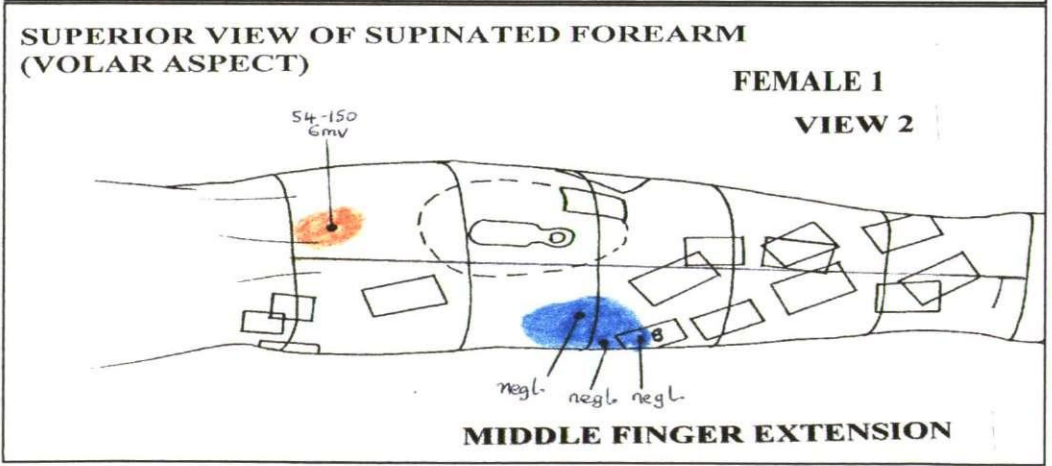 SUPERIOR VIEW OF SUPINATED FOREARM
(VOLAR ASPECT)
FEMALE 1
VIEW 2
54-150
6mv
8
negl.
negl.
negl.
MIDDLE FINGER EXTENSION